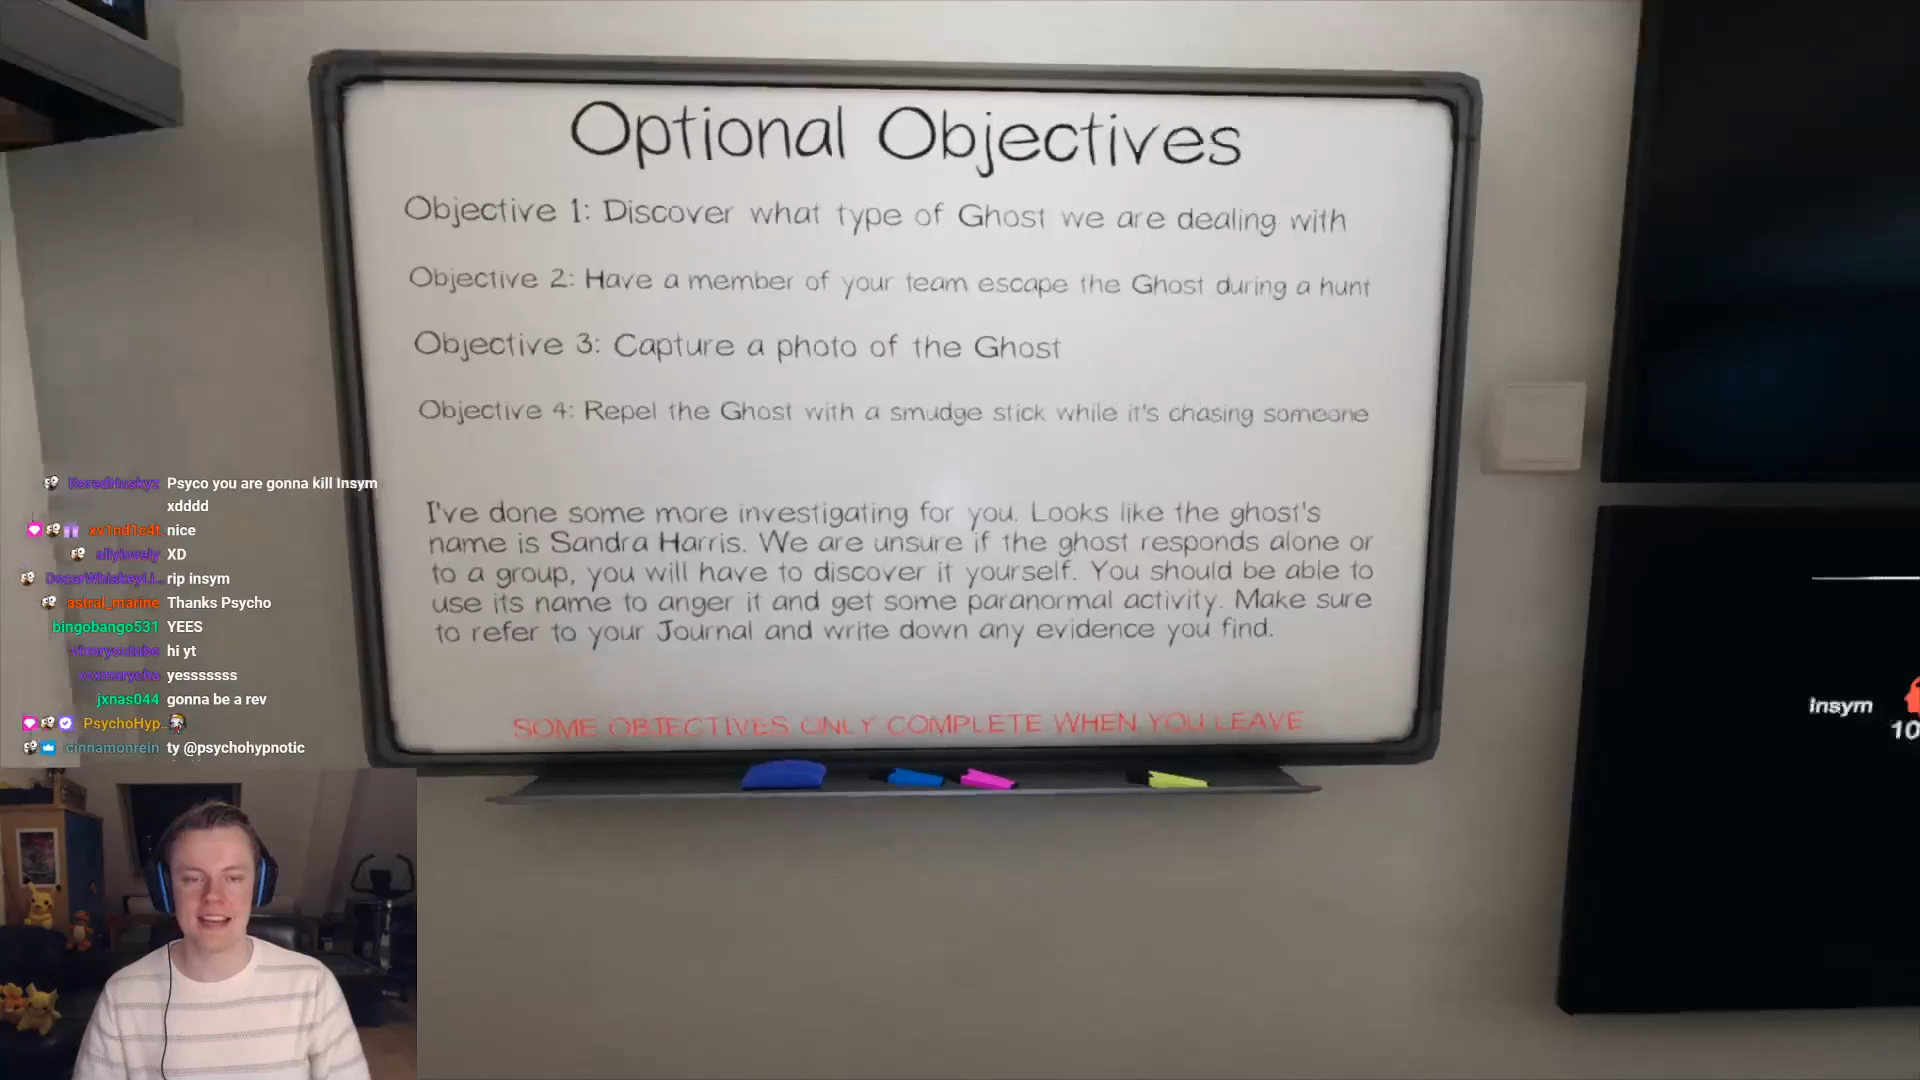 Optional Objectives
Objective 1: Discover what type of Ghost we are dealing with
Objective 2: Have a member of your team escape the Ghost during a hunt
Objective 3: Capture a photo of the Ghost
Objective 4: Repel the Ghost with a smudge stick while it's chasing someone
I've done some more investigating for you. Looks like the ghost's
name is Sandra Harris. We are unsure if the ghost responds alone or
to a group, you will have to discover it yourself. You should be able to
use its name to anger it and get some paranormal activity. Make sure
to refer to your Journal and write down any evidence you find.
SOME OBJECTIVES ONLY COMPLETE WHEN YOU LEAVE
BoredHuskyz Psyco you are gonna kill Insym
xdddd
xv1nd1c4t nice
allylovely XD
OscarWhiskeyLi... rip insym
astral_marine Thanks Psycho
bingobango531 YEES
vixoryoutube hi yt
yesssssss
jxnas044 gonna be a rev
PsychoHyp...
cinnamonrein ty @psychohypnotic
Insym
10